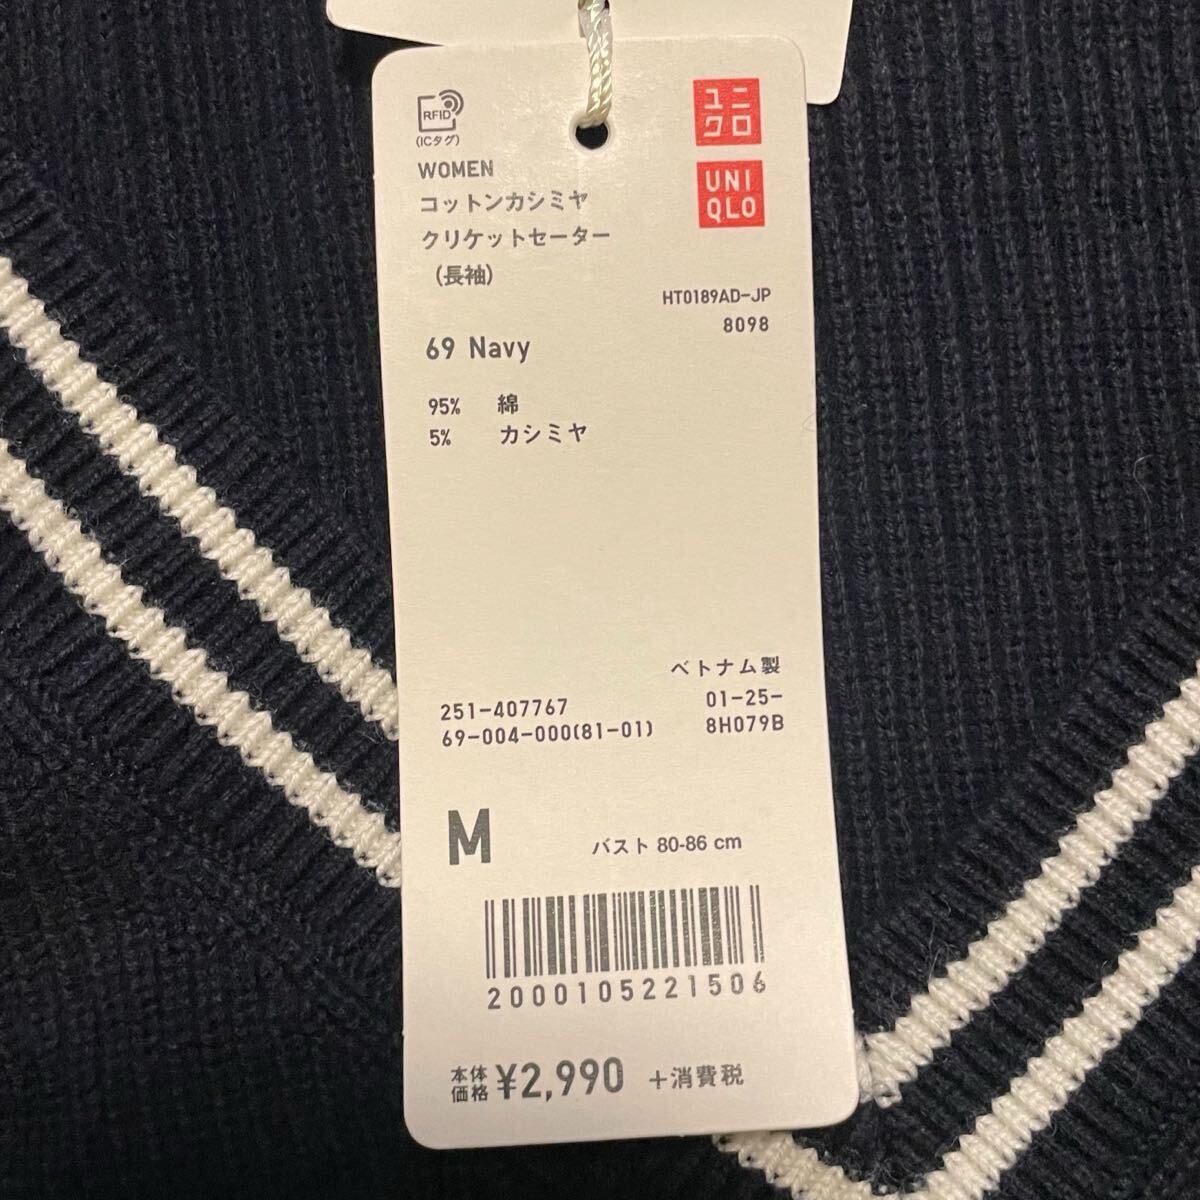 RFID
(ICタグ)
ユニ
クロ
UNI
QLO
WOMEN
コットンカシミヤ
クリケットセーター
(長袖)
HT0189AD-JP
8098
69 Navy
95% 綿
5% カシミヤ
ベトナム製
251-407767 01-25-
69-004-000(81-01) 8H079B
M バスト 80-86 cm
2000105221506
本体価格 ¥2,990 +消費税